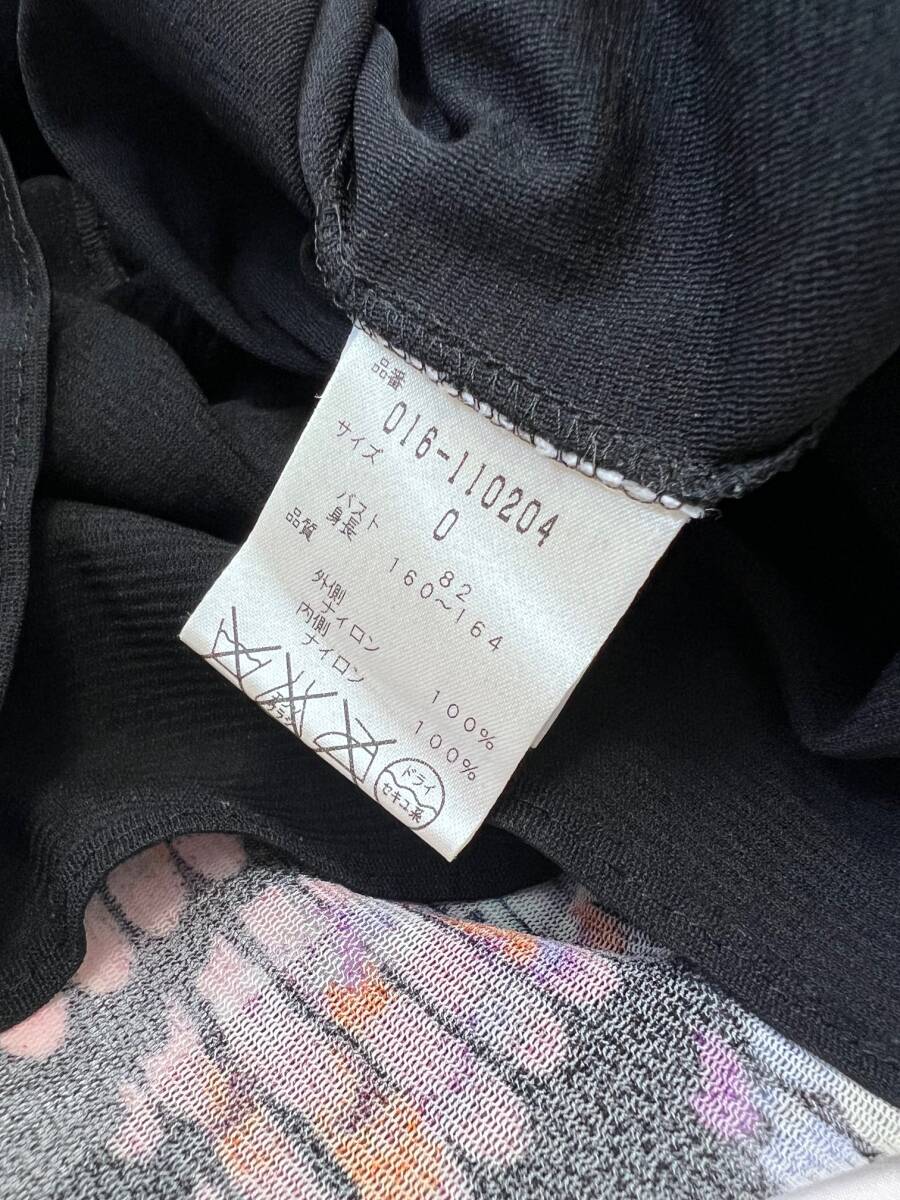 品番
016-110204
サイズ
0
バスト 82
身長 160~164
品質
外側
ナイロン 100%
内側
ナイロン 100%
ドライ
セキユ系